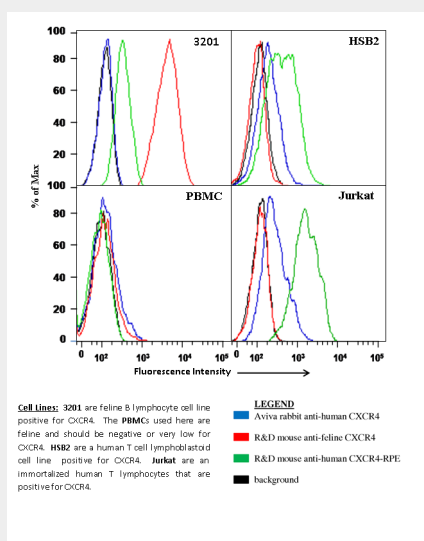 100
80
60
40
20
100
80
60
40
20
0
% of Max
3201
HSB2
PBMC
Jurkat
0 10² 10³ 10⁴ 10⁵
0 10² 10³ 10⁴ 10⁵
Fluorescence Intensity
Cell Lines: 3201 are feline B lymphocyte cell line
positive for CXCR4. The PBMCs used here are
feline and should be negative or very low for
CXCR4. HSB2 are a human T cell lymphoblastoid
cell line positive for CXCR4. Jurkat are an
immortalized human T lymphocytes that are
positive for CXCR4.
LEGEND
Aviva rabbit anti-human CXCR4
R&D mouse anti-feline CXCR4
R&D mouse anti-human CXCR4-RPE
background